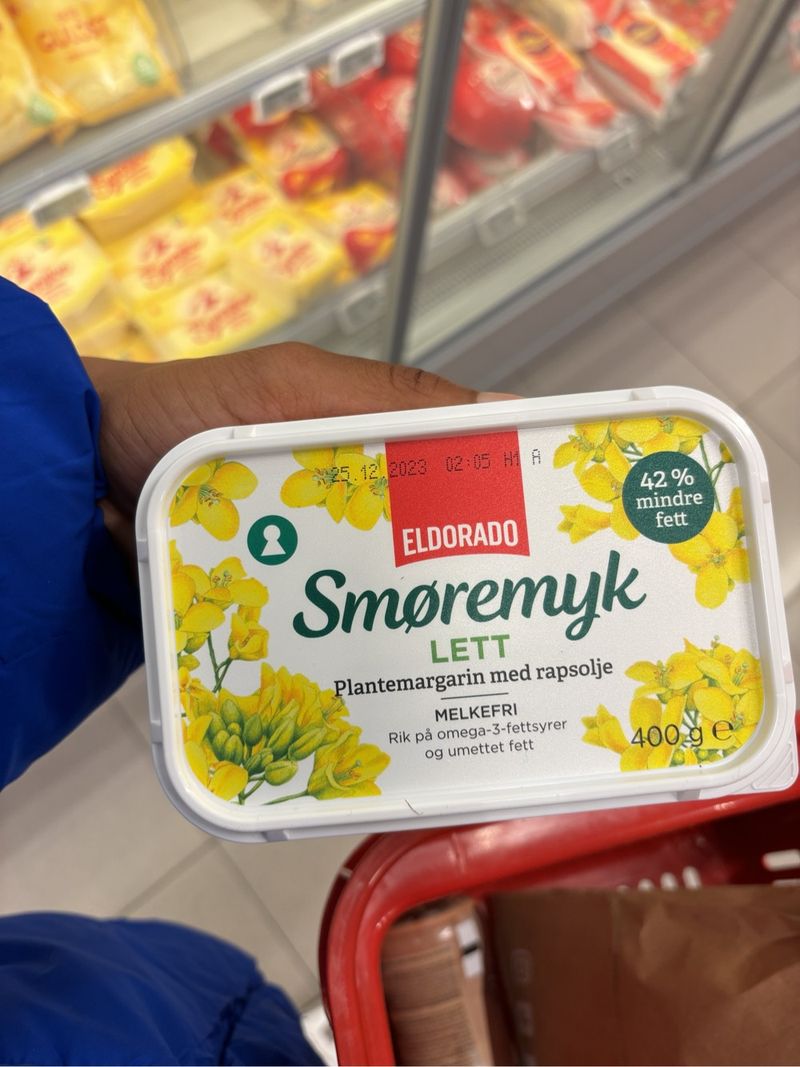 25.12 2023 02:05 H1 A
ELDORADO
42 %
mindre
fett
Smøremyk
LETT
Plantemargarin med rapsolje
MELKEFRI
Rik på omega-3-fettsyrer
og umettet fett
400 g e